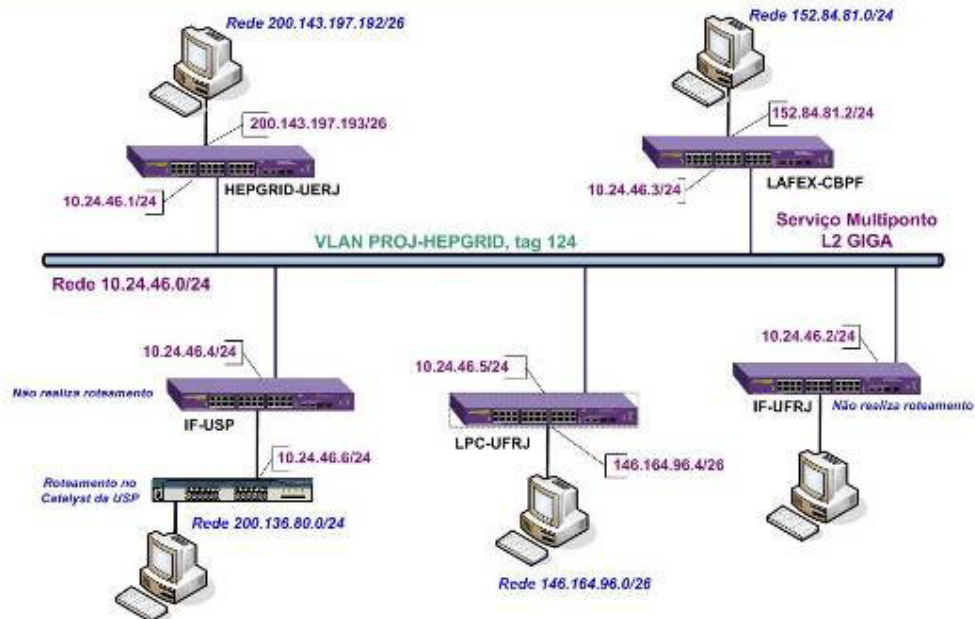 Rede 200.143.197.192/26
Rede 152.84.81.0/24
200.143.197.193/26
152.84.81.2/24
HEPGRID-UERJ
LAFEX-CBPF
10.24.46.1/24
10.24.46.3/24
Serviço Multiponto
L2 GIGA
VLAN PROJ-HEPGRID, tag 124
Rede 10.24.46.0/24
10.24.46.4/24
10.24.46.5/24
10.24.46.2/24
Não realiza roteamento
IF-USP
LPC-UFRJ
IF-UFRJ
Não realiza roteamento
10.24.46.6/24
146.164.96.4/26
Roteamento no
Catalyst da USP
Rede 200.136.80.0/24
Rede 146.164.96.0/26